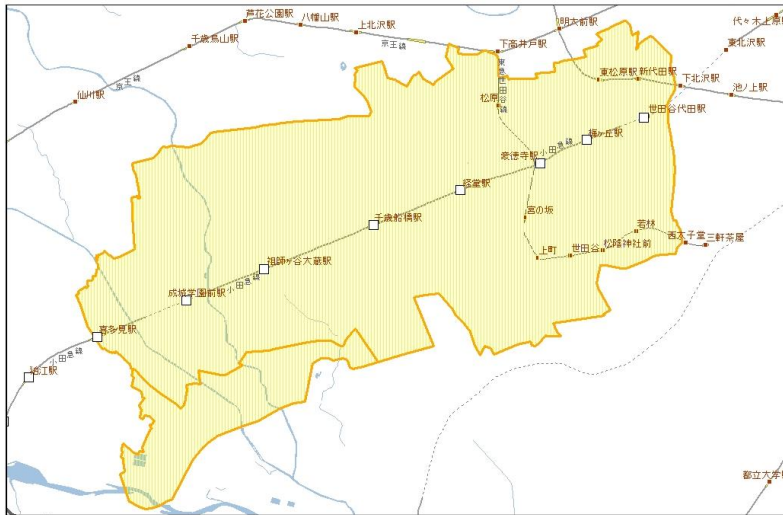 芦花公園駅
八幡山駅
上北沢駅
千歳烏山駅
京王線
下高井戸駅
明大前駅
代々木上原駅
東北沢駅
仙川駅
京王線
東急世田谷線
松原
東松原駅
新代田駅
下北沢駅
池ノ上駅
世田谷代田駅
梅ヶ丘駅
小田急線
豪徳寺駅
経堂駅
千歳船橋駅
宮の坂
若林
松陰神社前
世田谷
上町
西太子堂
三軒茶屋
祖師ヶ谷大蔵駅
小田急線
成城学園前駅
喜多見駅
小田急線
狛江駅
都立大学駅